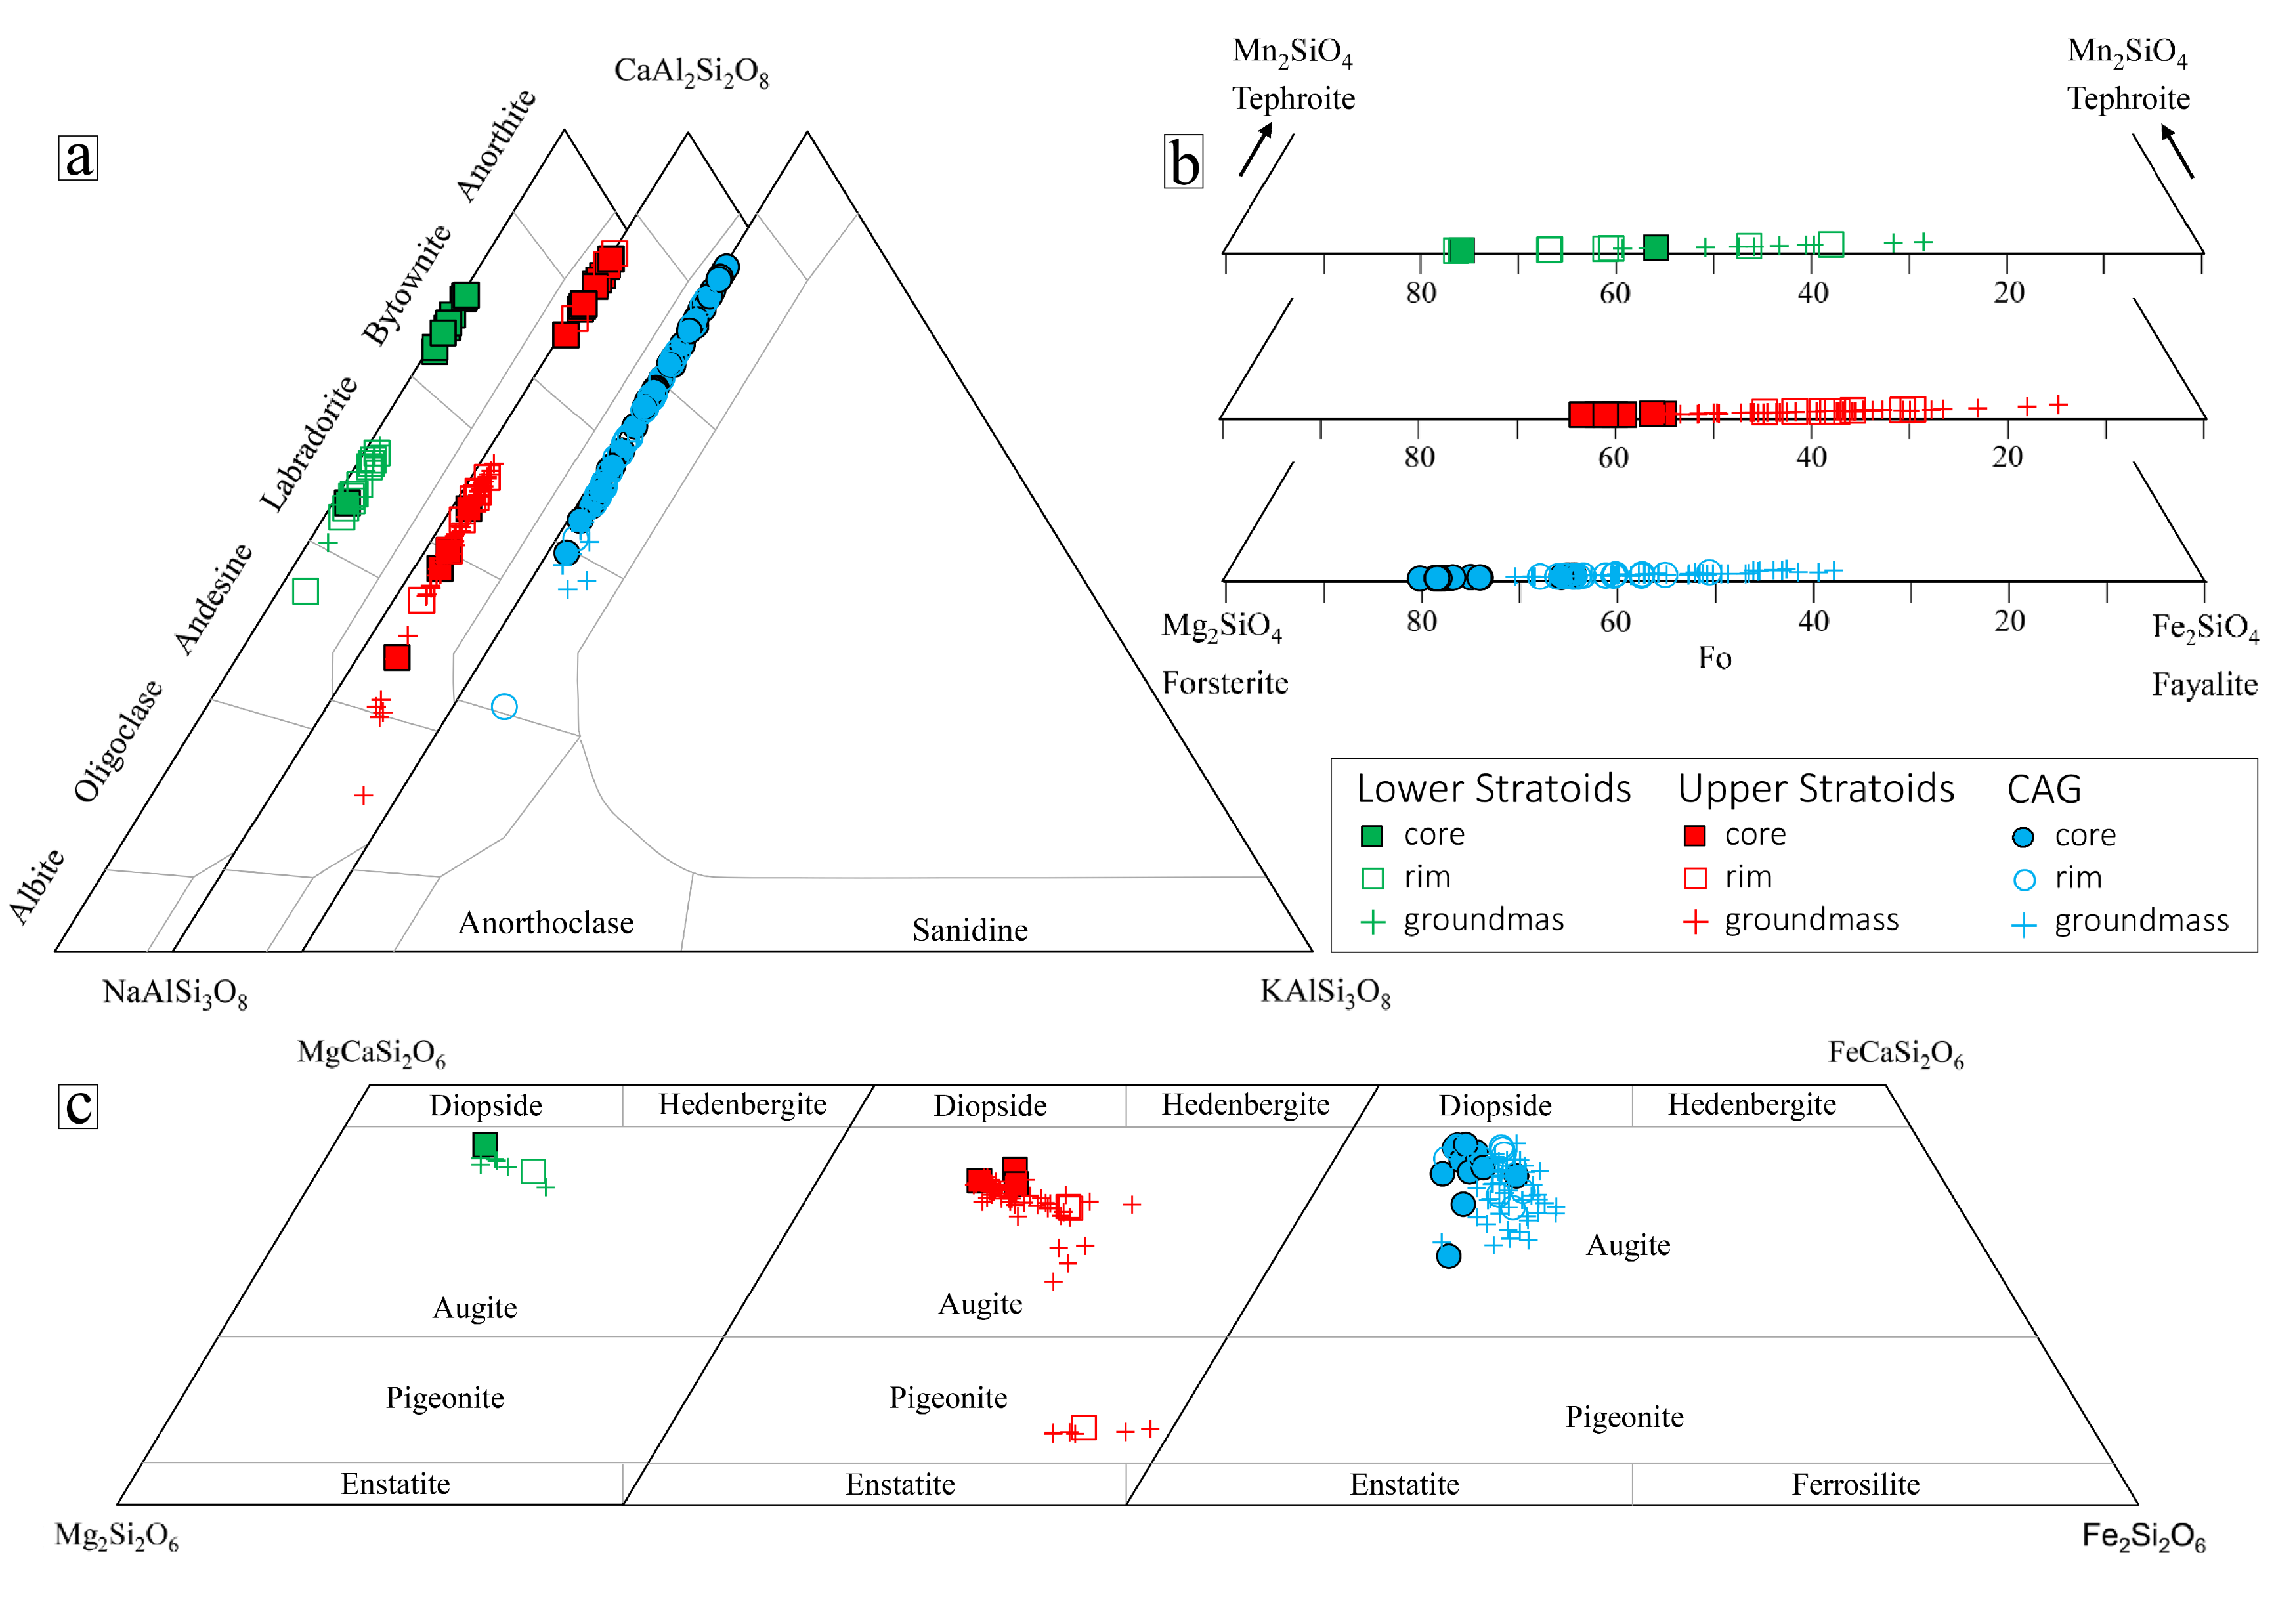 a
CaAl₂Si₂O₈
Anorthite
Bytownite
Labradorite
Andesine
Oligoclase
Albite
Anorthoclase
Sanidine
NaAlSi₃O₈
KAlSi₃O₈
b
Mn₂SiO₄
Tephroite
Mn₂SiO₄
Tephroite
80 60 40 20
80 60 40 20
80 60 40 20
Mg₂SiO₄
Forsterite
Fo
Fe₂SiO₄
Fayalite
Lower Stratoids Upper Stratoids CAG
core core core
rim rim rim
groundmas groundmass groundmass
c
MgCaSi₂O₆
FeCaSi₂O₆
Diopside Hedenbergite Diopside Hedenbergite Diopside Hedenbergite
Augite Augite Augite
Pigeonite Pigeonite Pigeonite
Enstatite Enstatite Enstatite Ferrosilite
Mg₂Si₂O₆
Fe₂Si₂O₆